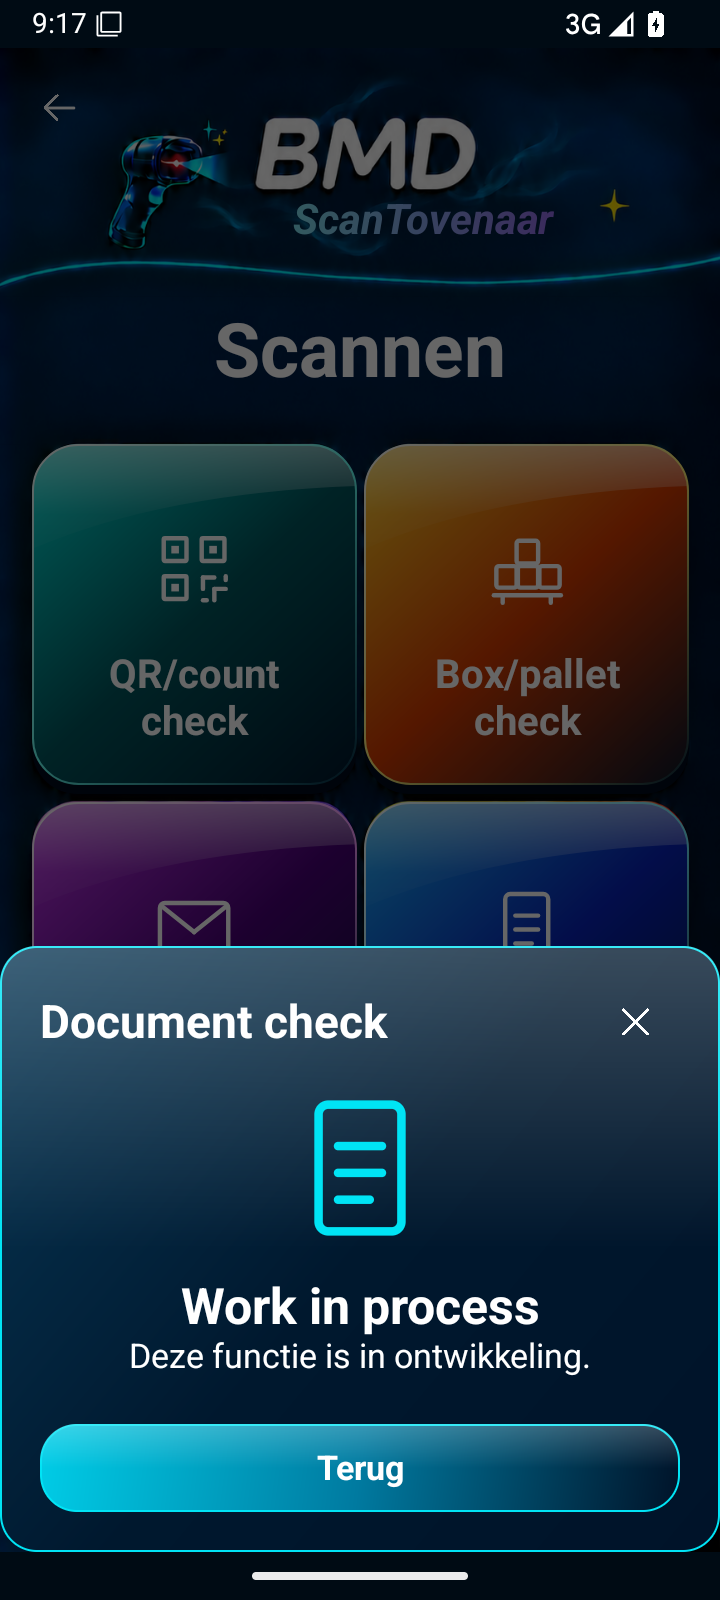 9:17
3G
BMD
ScanTovenaar
Scannen
QR/count
check
Box/pallet
check
Document check
Work in process
Deze functie is in ontwikkeling.
Terug